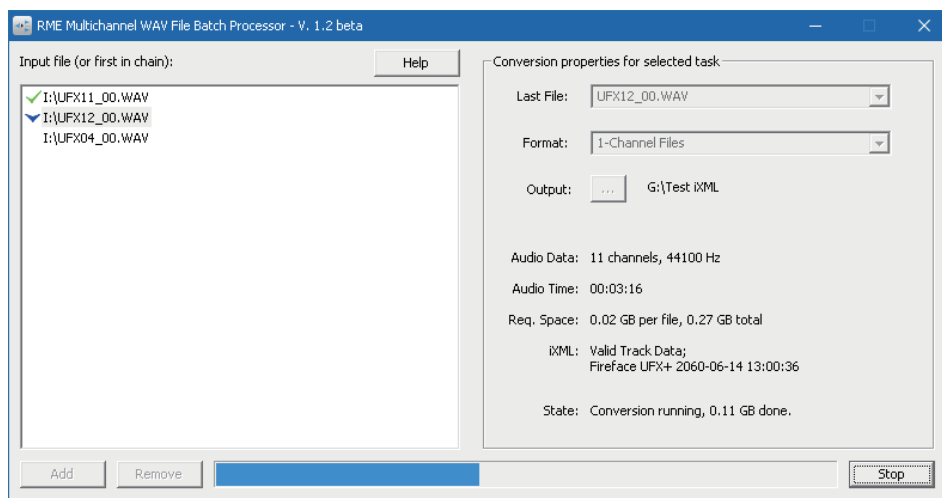 RME Multichannel WAV File Batch Processor - V. 1.2 beta
Input file (or first in chain):
Help
I:\UFX11_00.WAV
I:\UFX12_00.WAV
I:\UFX04_00.WAV
Conversion properties for selected task
Last File: UFX12_00.WAV
Format: 1-Channel Files
Output: ... G:\Test iXML
Audio Data: 11 channels, 44100 Hz
Audio Time: 00:03:16
Req. Space: 0.02 GB per file, 0.27 GB total
iXML: Valid Track Data;
Fireface UFX+ 2060-06-14 13:00:36
State: Conversion running, 0.11 GB done.
Add Remove Stop